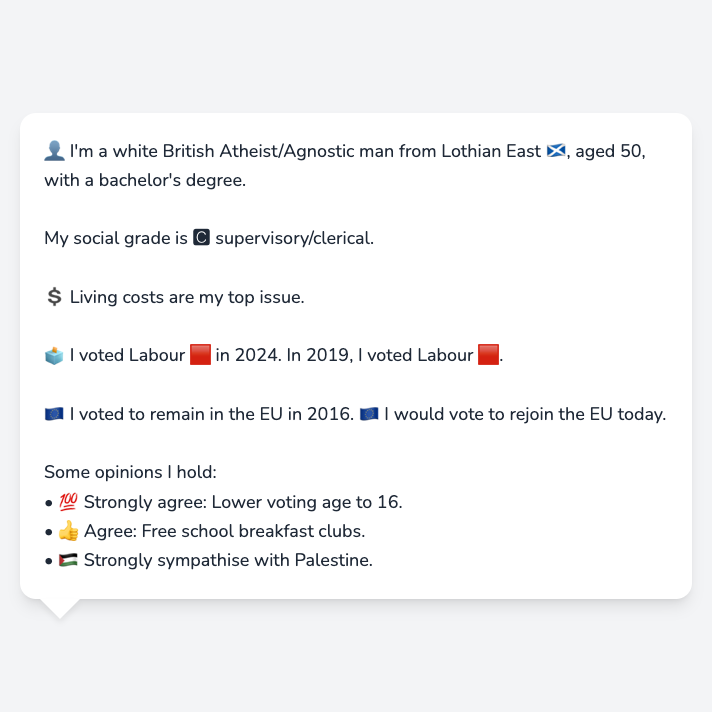 👤 I'm a white British Atheist/Agnostic man from Lothian East 🏴󠁧󠁢󠁳󠁣󠁴󠁿, aged 50,
with a bachelor's degree.
My social grade is 🅲 supervisory/clerical.
💲 Living costs are my top issue.
🗳️ I voted Labour 🟥 in 2024. In 2019, I voted Labour 🟥.
🇪🇺 I voted to remain in the EU in 2016. 🇪🇺 I would vote to rejoin the EU today.
Some opinions I hold:
• 💯 Strongly agree: Lower voting age to 16.
• 👍 Agree: Free school breakfast clubs.
• 🇵🇸 Strongly sympathise with Palestine.